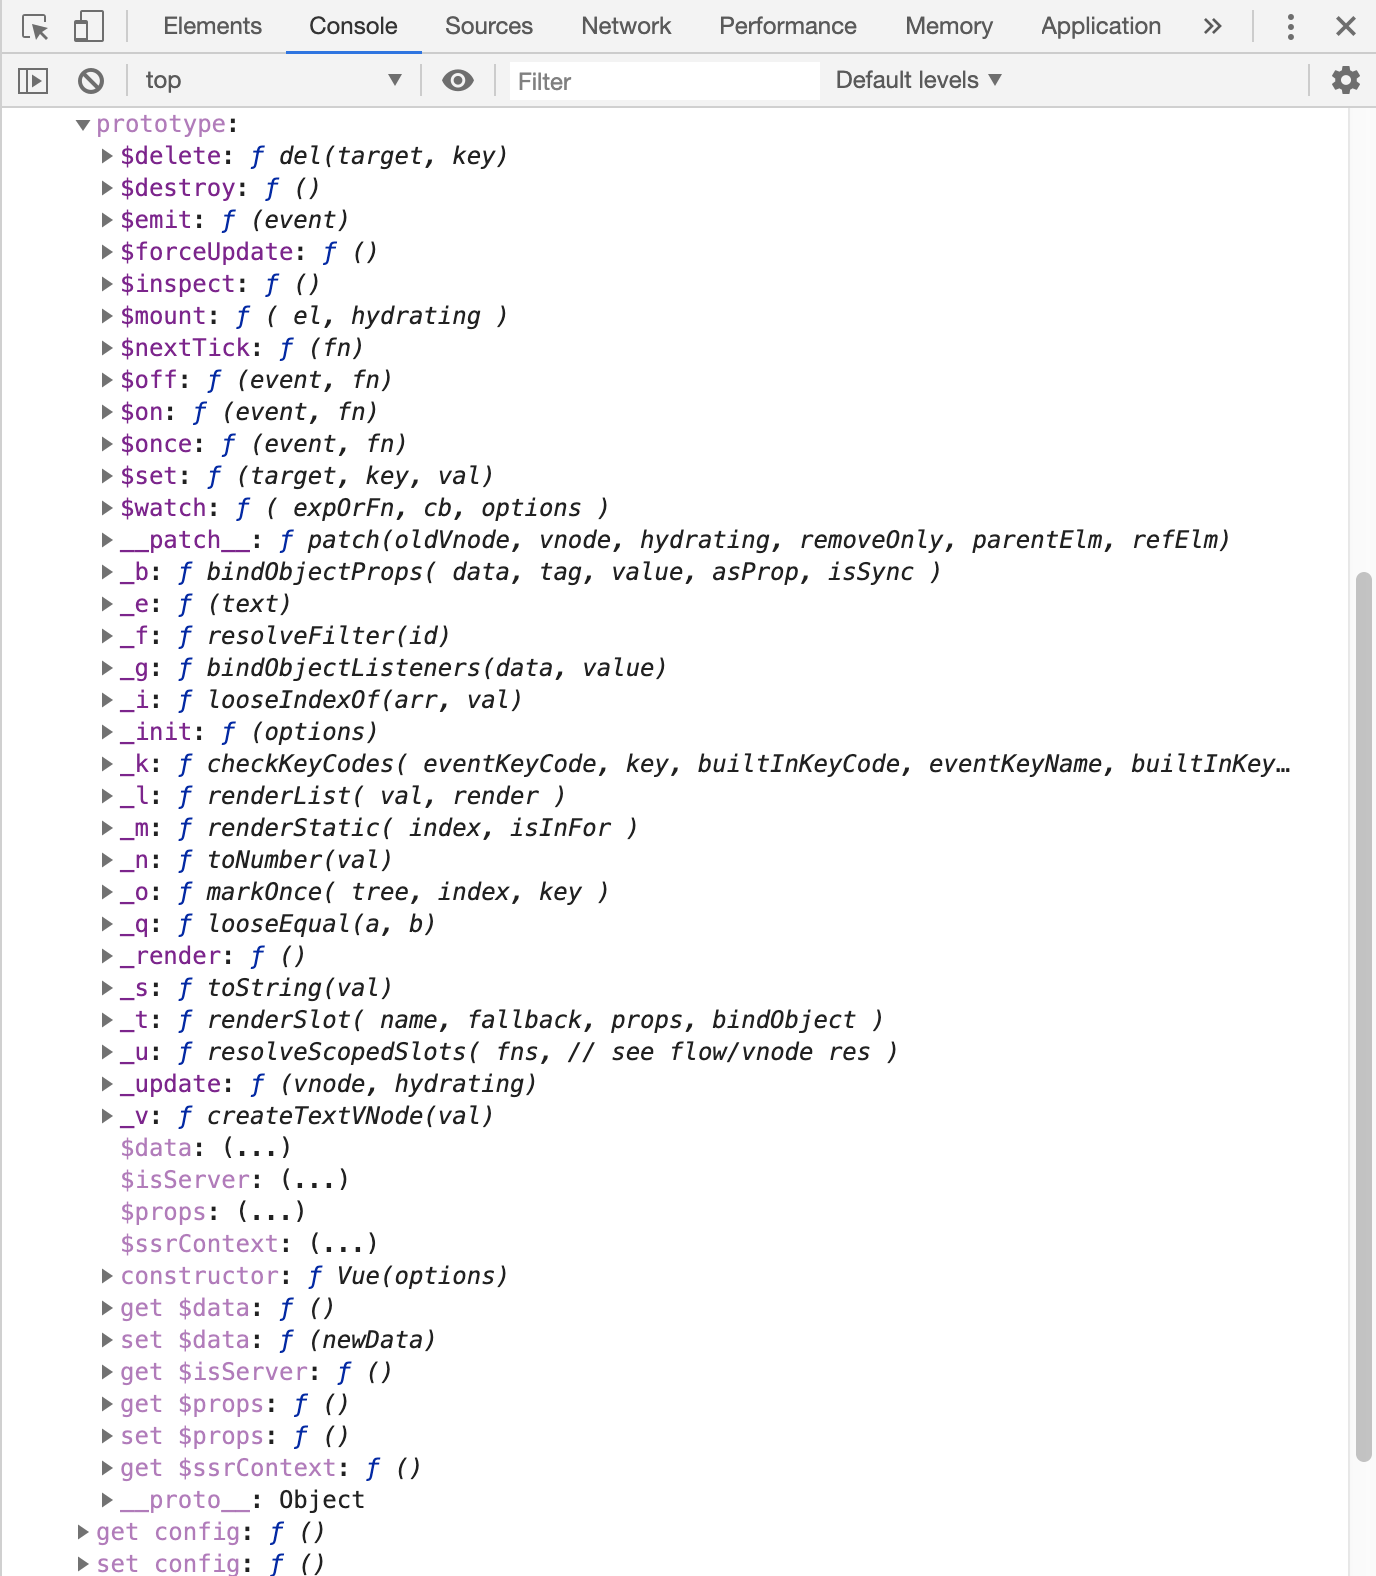 Elements Console Sources Network Performance Memory Application
top Filter Default levels
prototype:
$delete: ƒ del(target, key)
$destroy: ƒ ()
$emit: ƒ (event)
$forceUpdate: ƒ ()
$inspect: ƒ ()
$mount: ƒ ( el, hydrating )
$nextTick: ƒ (fn)
$off: ƒ (event, fn)
$on: ƒ (event, fn)
$once: ƒ (event, fn)
$set: ƒ (target, key, val)
$watch: ƒ ( expOrFn, cb, options )
__patch__: ƒ patch(oldVnode, vnode, hydrating, removeOnly, parentElm, refElm)
_b: ƒ bindObjectProps( data, tag, value, asProp, isSync )
_e: ƒ (text)
_f: ƒ resolveFilter(id)
_g: ƒ bindObjectListeners(data, value)
_i: ƒ looseIndexOf(arr, val)
_init: ƒ (options)
_k: ƒ checkKeyCodes( eventKeyCode, key, builtInKeyCode, eventKeyName, builtInKey…
_l: ƒ renderList( val, render )
_m: ƒ renderStatic( index, isInFor )
_n: ƒ toNumber(val)
_o: ƒ markOnce( tree, index, key )
_q: ƒ looseEqual(a, b)
_render: ƒ ()
_s: ƒ toString(val)
_t: ƒ renderSlot( name, fallback, props, bindObject )
_u: ƒ resolveScopedSlots( fns, // see flow/vnode res )
_update: ƒ (vnode, hydrating)
_v: ƒ createTextVNode(val)
$data: (...)
$isServer: (...)
$props: (...)
$ssrContext: (...)
constructor: ƒ Vue(options)
get $data: ƒ ()
set $data: ƒ (newData)
get $isServer: ƒ ()
get $props: ƒ ()
set $props: ƒ ()
get $ssrContext: ƒ ()
__proto__: Object
get config: ƒ ()
set config: ƒ ()